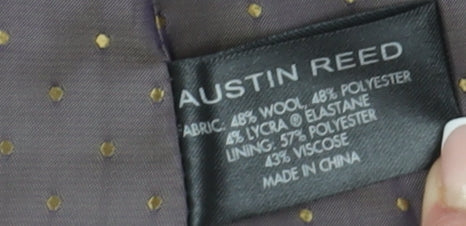 AUSTIN REED
FABRIC: 48% WOOL, 48% POLYESTER
4% LYCRA ® ELASTANE
LINING: 57% POLYESTER
43% VISCOSE
MADE IN CHINA